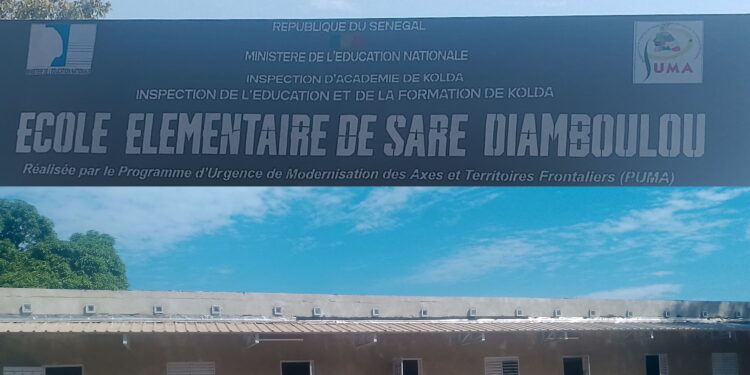 REPUBLIQUE DU SENEGAL
MINISTERE DE L'EDUCATION NATIONALE
INSPECTION D'ACADEMIE DE KOLDA
INSPECTION DE L'EDUCATION ET DE LA FORMATION DE KOLDA
ECOLE ELEMENTAIRE DE SARE DIAMBOULOU
Réalisée par le Programme d'Urgence de Modernisation des Axes et Territoires Frontaliers (PUMA)
PUMA